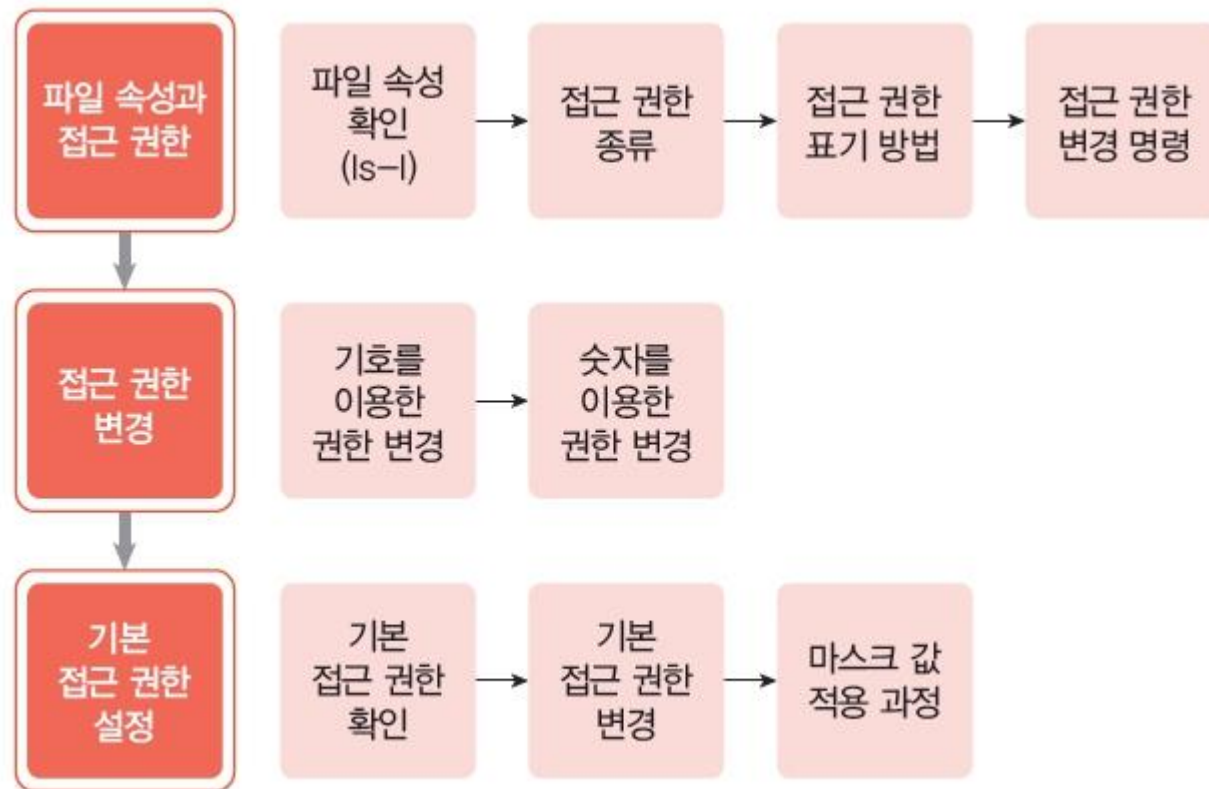 파일 속성과
접근 권한
파일 속성
확인
(ls-l)
접근 권한
종류
접근 권한
표기 방법
접근 권한
변경 명령
접근 권한
변경
기호를
이용한
권한 변경
숫자를
이용한
권한 변경
기본
접근 권한
설정
기본
접근 권한
확인
기본
접근 권한
변경
마스크 값
적용 과정